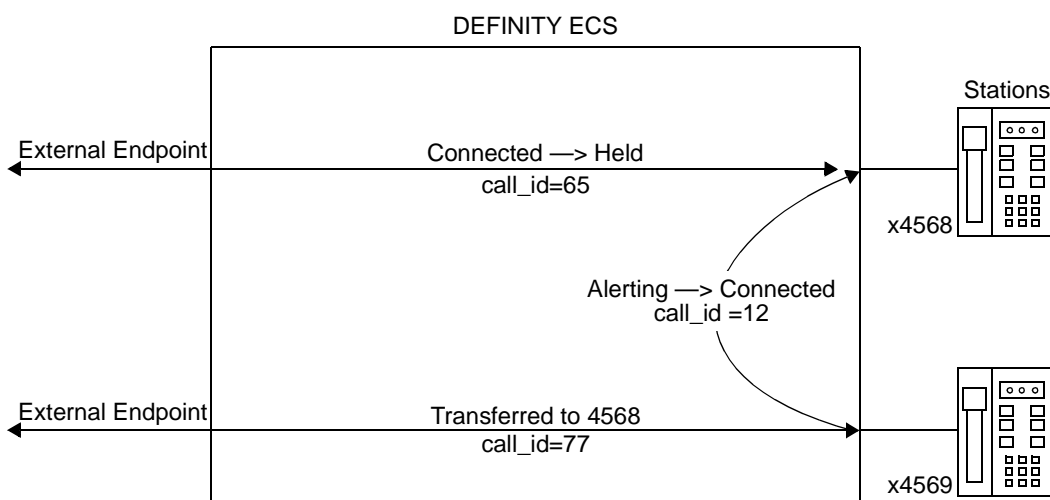 DEFINITY ECS
Stations
External Endpoint
Connected —> Held
call_id=65
x4568
Alerting —> Connected
call_id =12
External Endpoint
Transferred to 4568
call_id=77
x4569